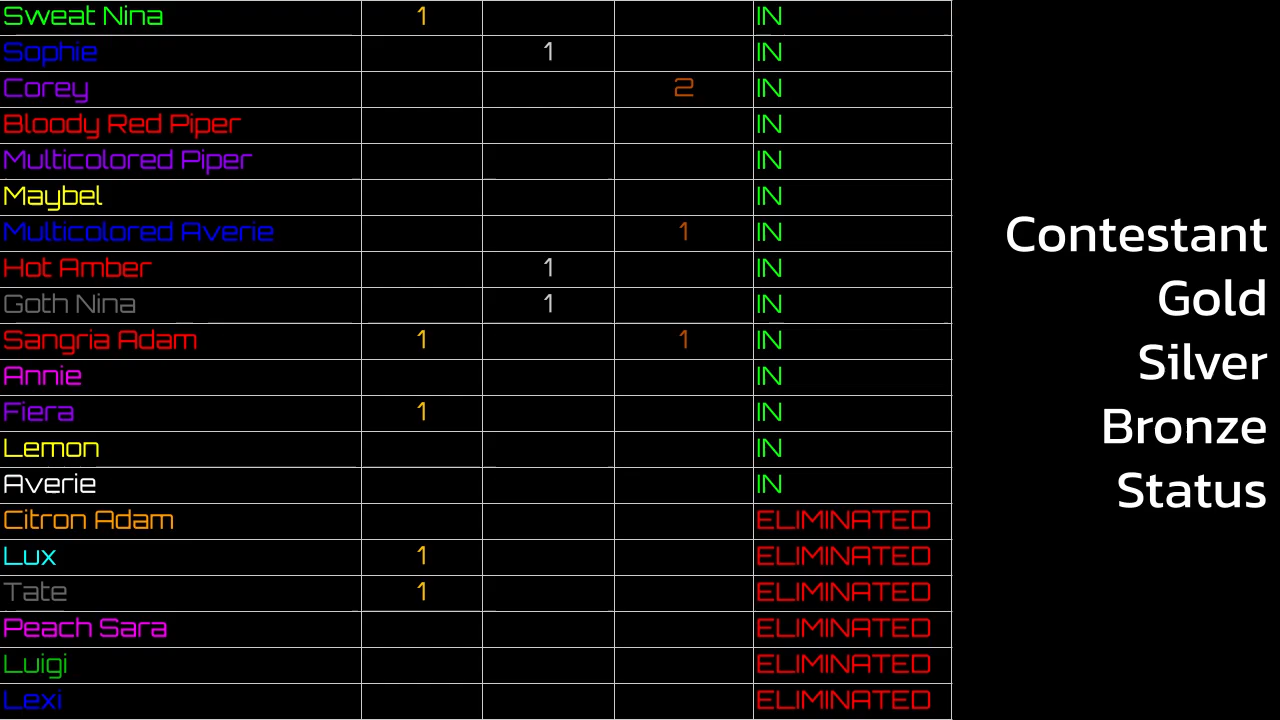 Sweat Nina 1 IN
Sophie 1 IN
Corey 2 IN
Bloody Red Piper IN
Multicolored Piper IN
Maybel IN
Multicolored Averie 1 IN
Hot Amber 1 IN
Goth Nina 1 IN
Sangria Adam 1 1 IN
Annie IN
Fiera 1 IN
Lemon IN
Averie IN
Citron Adam ELIMINATED
Lux 1 ELIMINATED
Tate 1 ELIMINATED
Peach Sara ELIMINATED
Luigi ELIMINATED
Lexi ELIMINATED
Contestant
Gold
Silver
Bronze
Status